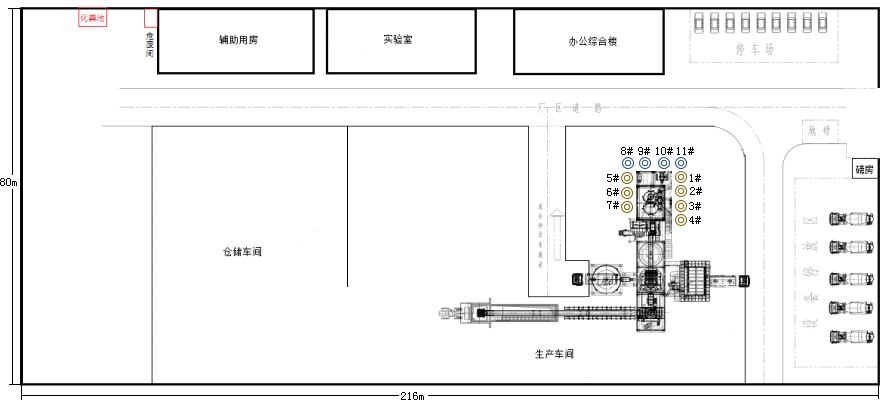 化粪池
危废间
辅助用房
实验室
办公综合楼
停车场
厂区道路
地磅
磅房
80m
8# 9# 10# 11#
5#
6#
7#
1#
2#
3#
4#
仓储车间
设备停放区
生产车间
216m